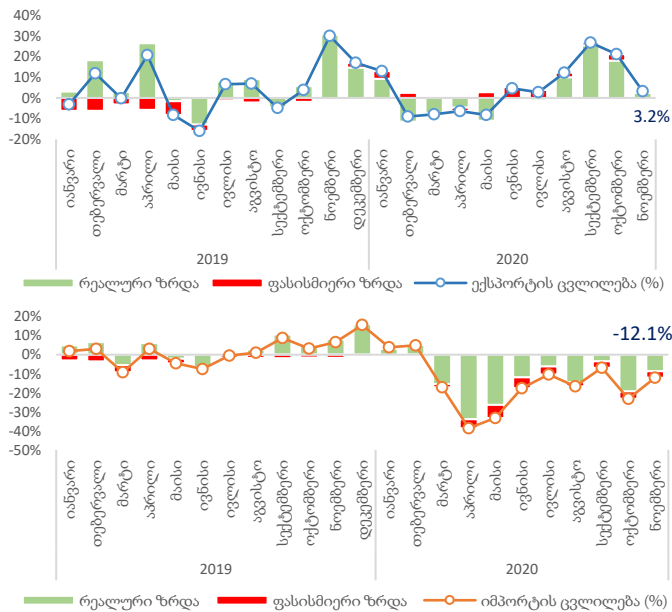 40%
30%
20%
10%
0%
-10%
-20%
3.2%
იანვარი
თებერვალი
მარტი
აპრილი
მაისი
ივნისი
ივლისი
აგვისტო
სექტემბერი
ოქტომბერი
ნოემბერი
დეკემბერი
იანვარი
თებერვალი
მარტი
აპრილი
მაისი
ივნისი
ივლისი
აგვისტო
სექტემბერი
ოქტომბერი
ნოემბერი
2019 2020
რეალური ზრდა ფასისმიერი ზრდა ექსპორტის ცვლილება (%)
20%
10%
0%
-10%
-20%
-30%
-40%
-50%
-12.1%
იანვარი
თებერვალი
მარტი
აპრილი
მაისი
ივნისი
ივლისი
აგვისტო
სექტემბერი
ოქტომბერი
ნოემბერი
დეკემბერი
იანვარი
თებერვალი
მარტი
აპრილი
მაისი
ივნისი
ივლისი
აგვისტო
სექტემბერი
ოქტომბერი
ნოემბერი
2019 2020
რეალური ზრდა ფასისმიერი ზრდა იმპორტის ცვლილება (%)